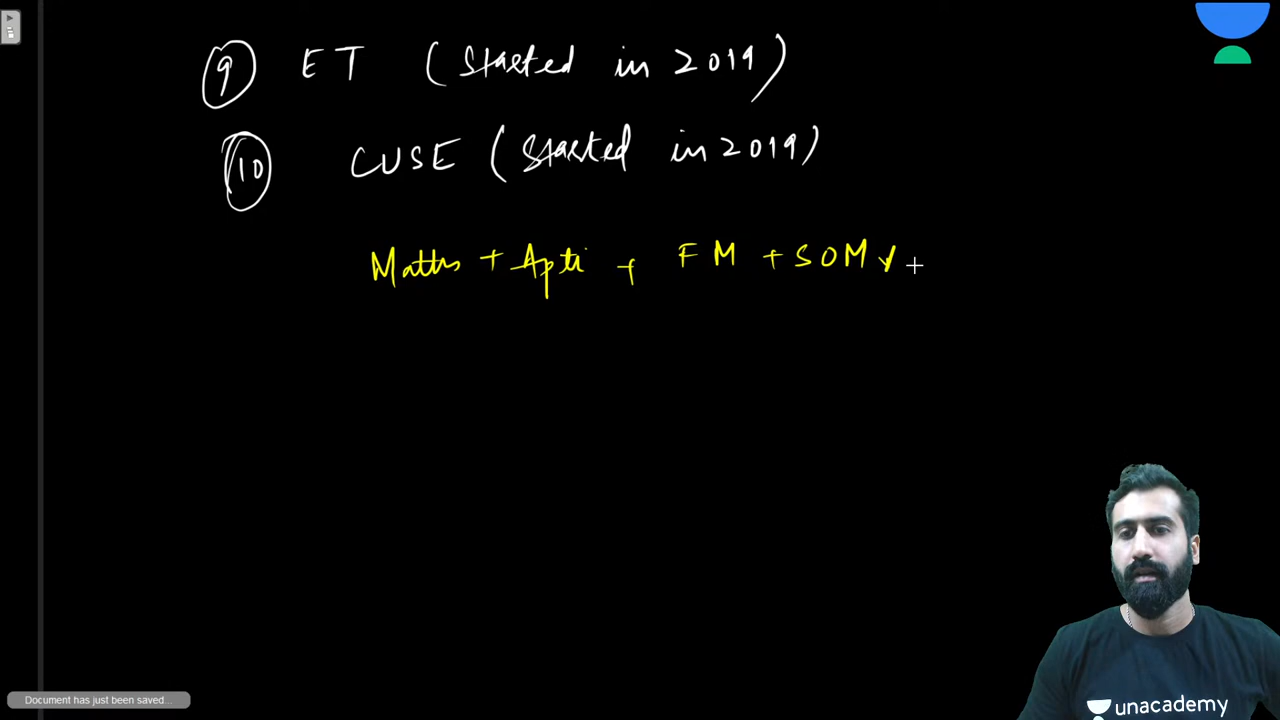 9 ET (Started in 2019)
10 CUSE (Started in 2019)
Maths + Apti + FM + SOM +
Document has just been saved...
unacademy